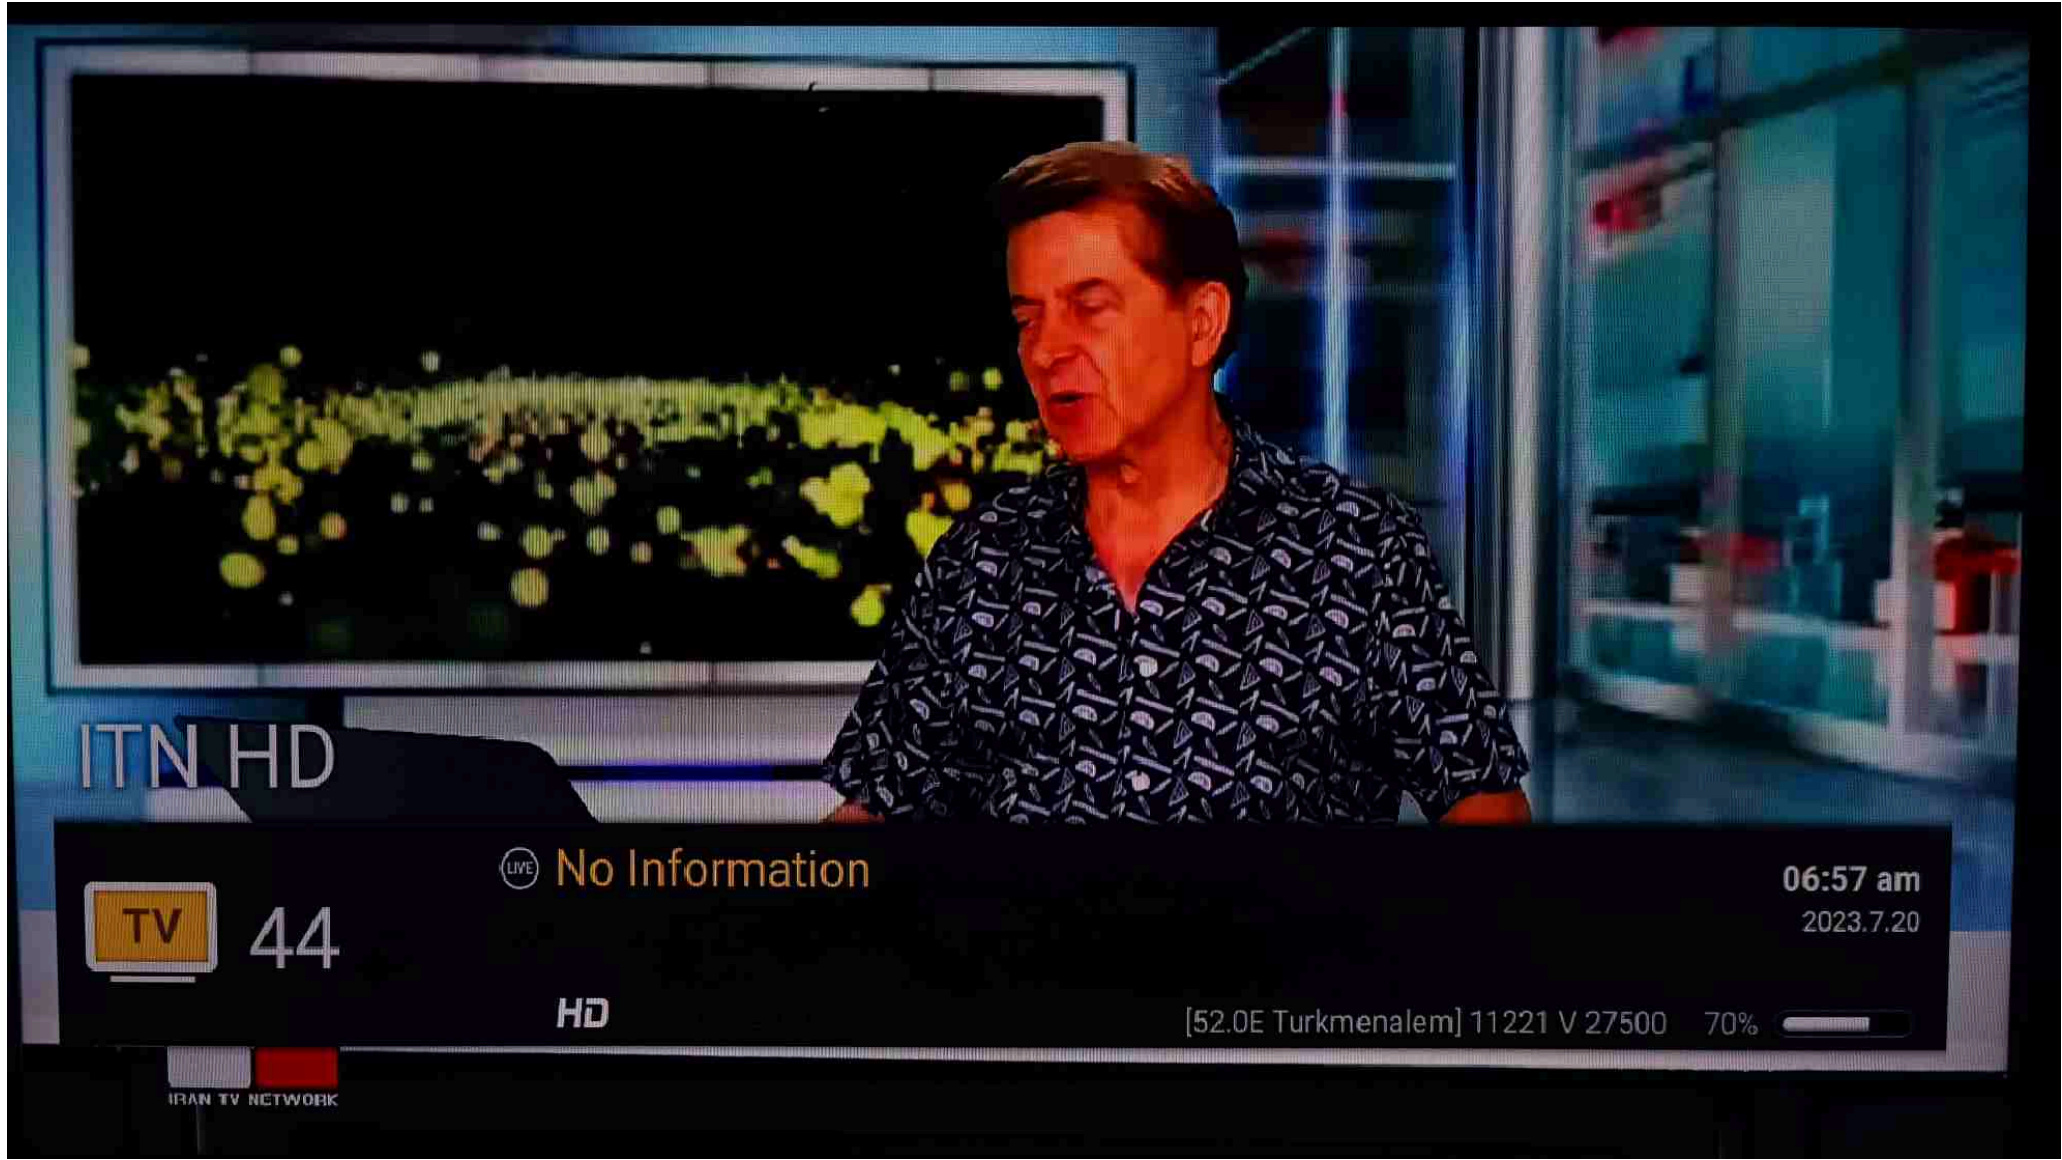 ITN HD
LIVE No Information
06:57 am
TV 44
2023.7.20
HD
[52.0E Turkmenalem] 11221 V 27500 70%
IRAN TV NETWORK